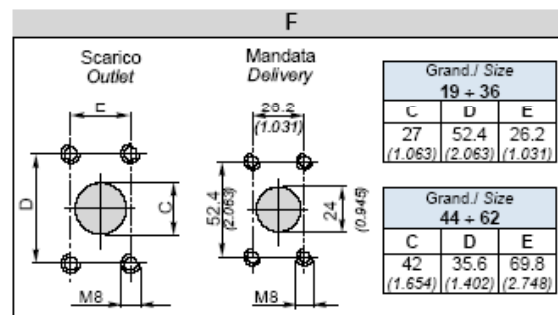 F
Scarico
Outlet
E
D
C
M8
Mandata
Delivery
26.2
(1.031)
52.4
(2.063)
24
(0.945)
M8
Grand./ Size
19 ÷ 36
C D E
27 52.4 26.2
(1.063) (2.063) (1.031)
Grand./ Size
44 ÷ 62
C D E
42 35.6 69.8
(1.654) (1.402) (2.748)